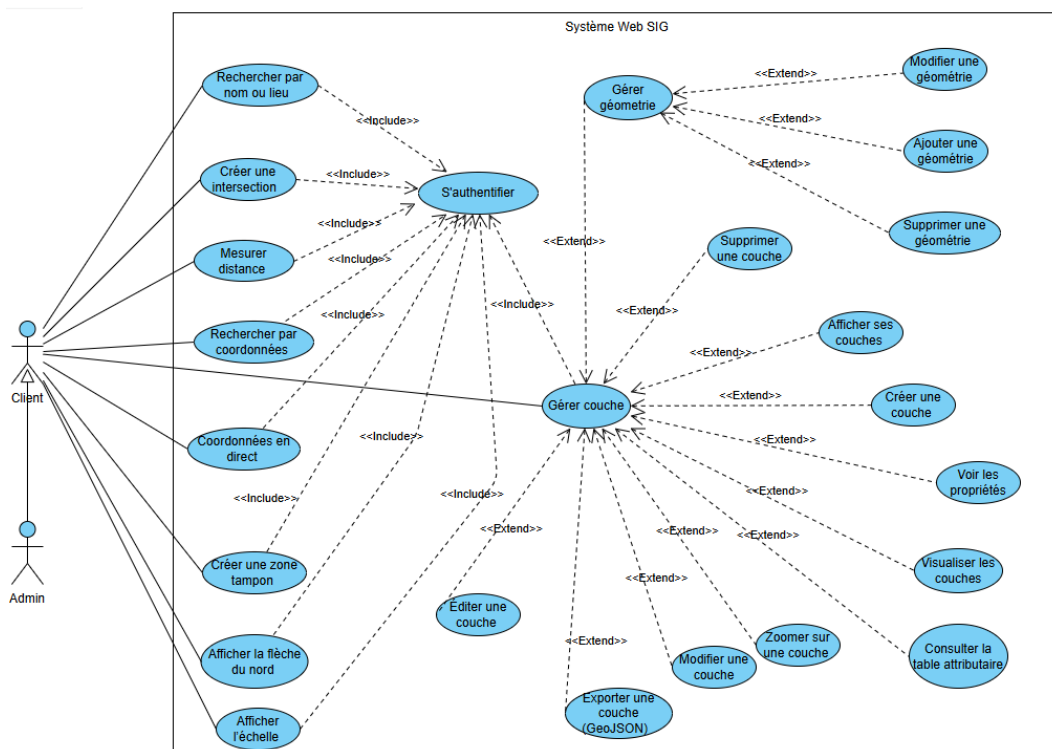 Système Web SIG
Rechercher par
nom ou lieu
<<Include>>
Créer une
intersection
<<Include>>
S'authentifier
Mesurer
distance
<<Include>>
Rechercher par
coordonnées
<<Include>>
Coordonnées en
direct
<<Include>>
Créer une zone
tampon
<<Include>>
Afficher la flèche
du nord
<<Include>>
Afficher
l'échelle
<<Include>>
<<Include>>
Client
Admin
Gérer
géometrie
<<Extend>>
Modifier une
géométrie
<<Extend>>
Ajouter une
géométrie
<<Extend>>
Supprimer une
géométrie
<<Extend>>
Supprimer
une couche
<<Extend>>
Afficher ses
couches
<<Extend>>
Gérer couche
Créer une
couche
<<Extend>>
Voir les
propriétés
<<Extend>>
Visualiser les
couches
<<Extend>>
Consulter la
table attributaire
<<Extend>>
Zoomer sur
une couche
<<Extend>>
Modifier une
couche
<<Extend>>
Exporter une
couche
(GeoJSON)
<<Extend>>
Editer une
couche
<<Extend>>